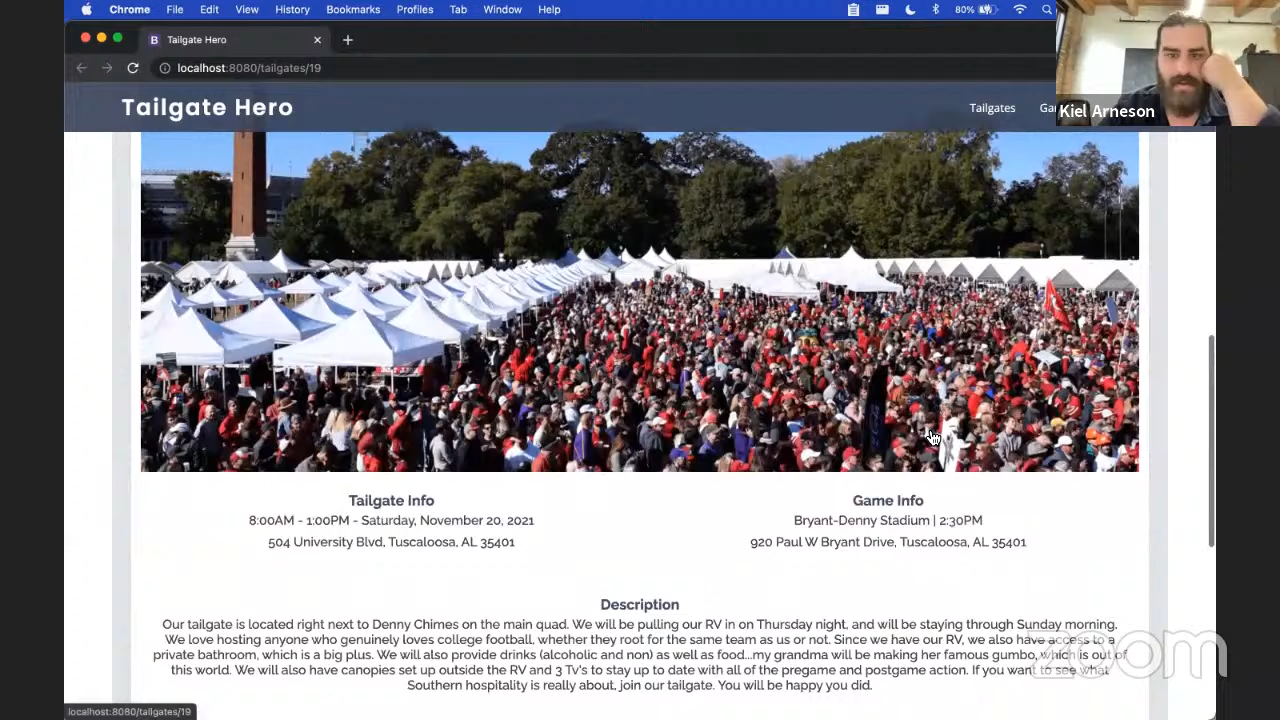 Chrome File Edit View History Bookmarks Profiles Tab Window Help 80%
Tailgate Hero
localhost:8080/tailgates/19
Tailgate Hero
Tailgates
Kiel Arneson
Tailgate Info
8:00AM - 1:00PM - Saturday, November 20, 2021
504 University Blvd, Tuscaloosa, AL 35401
Game Info
Bryant-Denny Stadium | 2:30PM
920 Paul W Bryant Drive, Tuscaloosa, AL 35401
Description
Our tailgate is located right next to Denny Chimes on the main quad. We will be pulling our RV in on Thursday night, and will be staying through Sunday morning.
We love hosting anyone who genuinely loves college football, whether they root for the same team as us or not. Since we have our RV, we also have access to a
private bathroom, which is a big plus. We will also provide drinks (alcoholic and non) as well as food...my grandma will be making her famous gumbo, which is out of
this world. We will also have canopies set up outside the RV and 3 Tv's to stay up to date with all of the pregame and postgame action. If you want to see what
Southern hospitality is really about, join our tailgate. You will be happy you did.
zoom
localhost:8080/tailgates/19